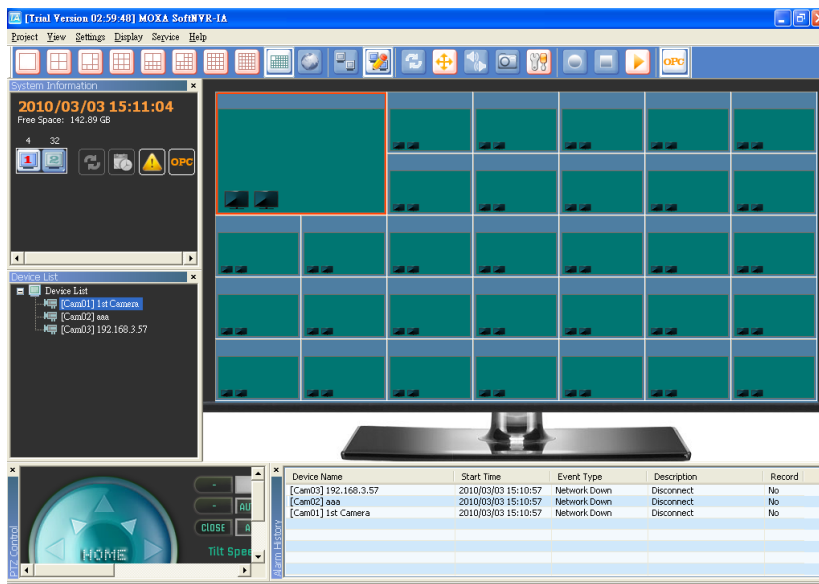 [Trial Version 02:59:48] MOXA SoftNVR-IA
Project View Settings Display Service Help
OPC
System Information
2010/03/03 15:11:04
Free Space: 142.89 GB
4 32
1 2 OPC
Device List
Device List
[Cam01] 1st Camera
[Cam02] aaa
[Cam03] 192.168.3.57
PTZ Control
- 
- AU
CLOSE A
HOME
Tilt Spee
Alarm History
Device Name Start Time Event Type Description Record
[Cam03] 192.168.3.57 2010/03/03 15:10:57 Network Down Disconnect No
[Cam02] aaa 2010/03/03 15:10:57 Network Down Disconnect No
[Cam01] 1st Camera 2010/03/03 15:10:57 Network Down Disconnect No